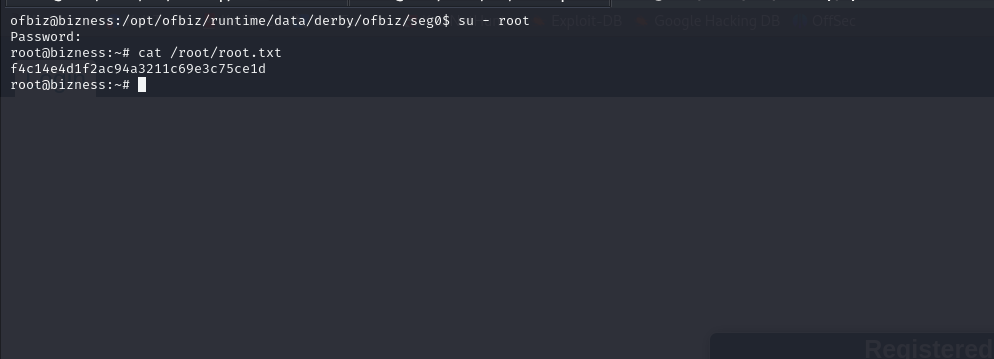 ofbiz@bizness:/opt/ofbiz/runtime/data/derby/ofbiz/seg0$ su - root
Exploit-DB Google Hacking DB OffSec
Password:
root@bizness:~# cat /root/root.txt
f4c14e4d1f2ac94a3211c69e3c75ce1d
root@bizness:~#
Registered